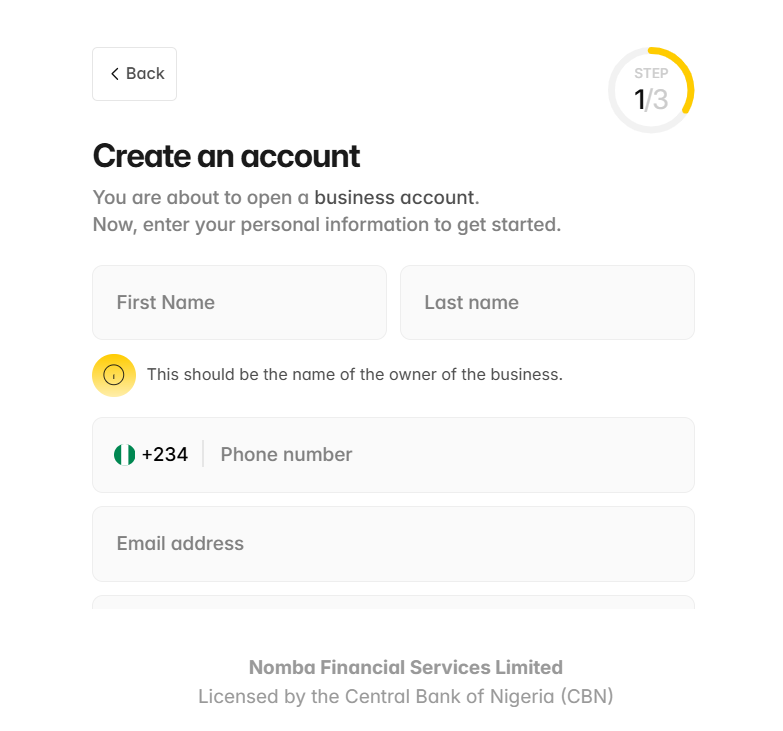 Back
STEP
1/3
Create an account
You are about to open a business account.
Now, enter your personal information to get started.
First Name
Last name
This should be the name of the owner of the business.
+234
Phone number
Email address
Nomba Financial Services Limited
Licensed by the Central Bank of Nigeria (CBN)